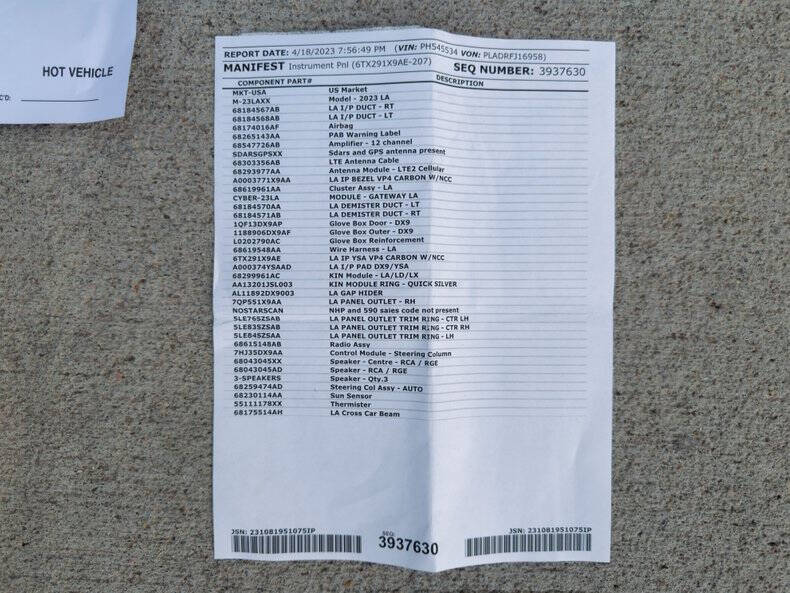 HOT VEHICLE
C'D:
REPORT DATE: 4/18/2023 7:56:49 PM (VIN: PH545534 VON: PLADRFJ16958)
MANIFEST Instrument Pnl (6TX291X9AE-207) SEQ NUMBER: 3937630
COMPONENT PART# DESCRIPTION
MKT-USA US Market
M-23LAXX Model - 2023 LA
68184567AB LA I/P DUCT - RT
68184568AB LA I/P DUCT - LT
68174016AF Airbag
68265143AA PAB Warning Label
68547726AB Amplifier - 12 channel
SDARSGPSXX Sdars and GPS antenna present
68303356AB LTE Antenna Cable
68293977AA Antenna Module - LTE2 Cellular
A0003771X9AA LA IP BEZEL VP4 CARBON W/NCC
68619961AA Cluster Assy - LA
CYBER-23LA MODULE - GATEWAY LA
68184570AA LA DEMISTER DUCT - LT
68184571AB LA DEMISTER DUCT - RT
1QF13DX9AP Glove Box Door - DX9
1188906DX9AF Glove Box Outer - DX9
L0202790AC Glove Box Reinforcement
68619548AA Wire Harness - LA
6TX291X9AE LA IP YSA VP4 CARBON W/NCC
A000374YSAAD LA I/P PAD DX9/YSA
68299961AC KIN Module - LA/LD/LX
AA13201JSL003 KIN MODULE RING - QUICK SILVER
AL11892DX9003 LA GAP HIDER
7QP551X9AA LA PANEL OUTLET - RH
NOSTARSCAN NHP and 590 sales code not present
5LE76SZSAB LA PANEL OUTLET TRIM RING - CTR LH
5LE83SZSAB LA PANEL OUTLET TRIM RING - CTR RH
5LE84SZSAA LA PANEL OUTLET TRIM RING - LH
68615148AB Radio Assy
7HJ35DX9AA Control Module - Steering Column
68043045XX Speaker - Centre - RCA / RGE
68043045AD Speaker - RCA / RGE
3-SPEAKERS Speaker - Qty.3
68259474AD Steering Col Assy - AUTO
68230114AA Sun Sensor
55111178XX Thermister
68175514AH LA Cross Car Beam
JSN: 231081951075IP SEQ: JSN: 231081951075IP
3937630